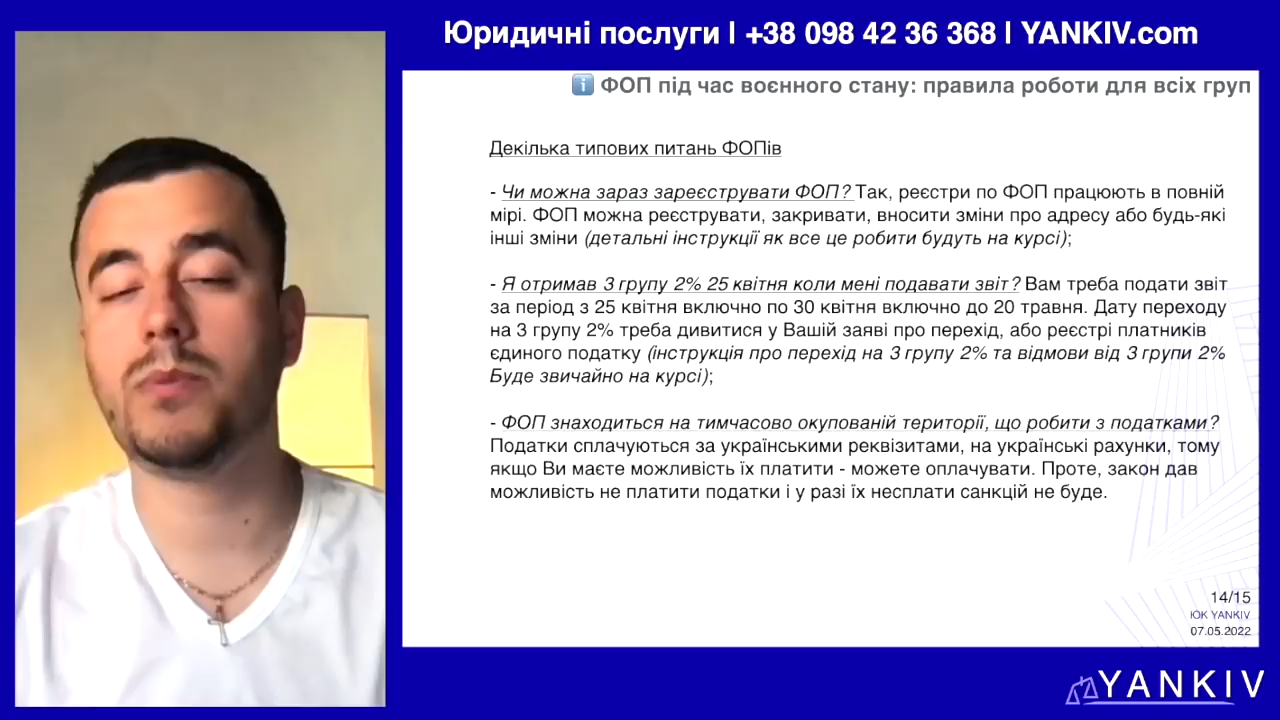 Юридичні послуги | +38 098 42 36 368 | YANKIV.com
ФОП під час воєнного стану: правила роботи для всіх груп
Декілька типових питань ФОПів
- Чи можна зараз зареєструвати ФОП? Так, реєстри по ФОП працюють в повній
мірі. ФОП можна реєструвати, закривати, вносити зміни про адресу або будь-які
інші зміни (детальні інструкції як все це робити будуть на курсі);
- Я отримав 3 групу 2% 25 квітня коли мені подавати звіт? Вам треба подати звіт
за період з 25 квітня включно по 30 квітня включно до 20 травня. Дату переходу
на 3 групу 2% треба дивитися у Вашій заяві про перехід, або реєстрі платників
єдиного податку (інструкція про перехід на 3 групу 2% та відмови від 3 групи 2%
Буде звичайно на курсі);
- ФОП знаходиться на тимчасово окупованій території, що робити з податками?
Податки сплачуються за українськими реквізитами, на українські рахунки, тому
якщо Ви маєте можливість їх платити - можете оплачувати. Проте, закон дав
можливість не платити податки і у разі їх несплати санкцій не буде.
14/15
ЮК YANKIV
07.05.2022
YANKIV